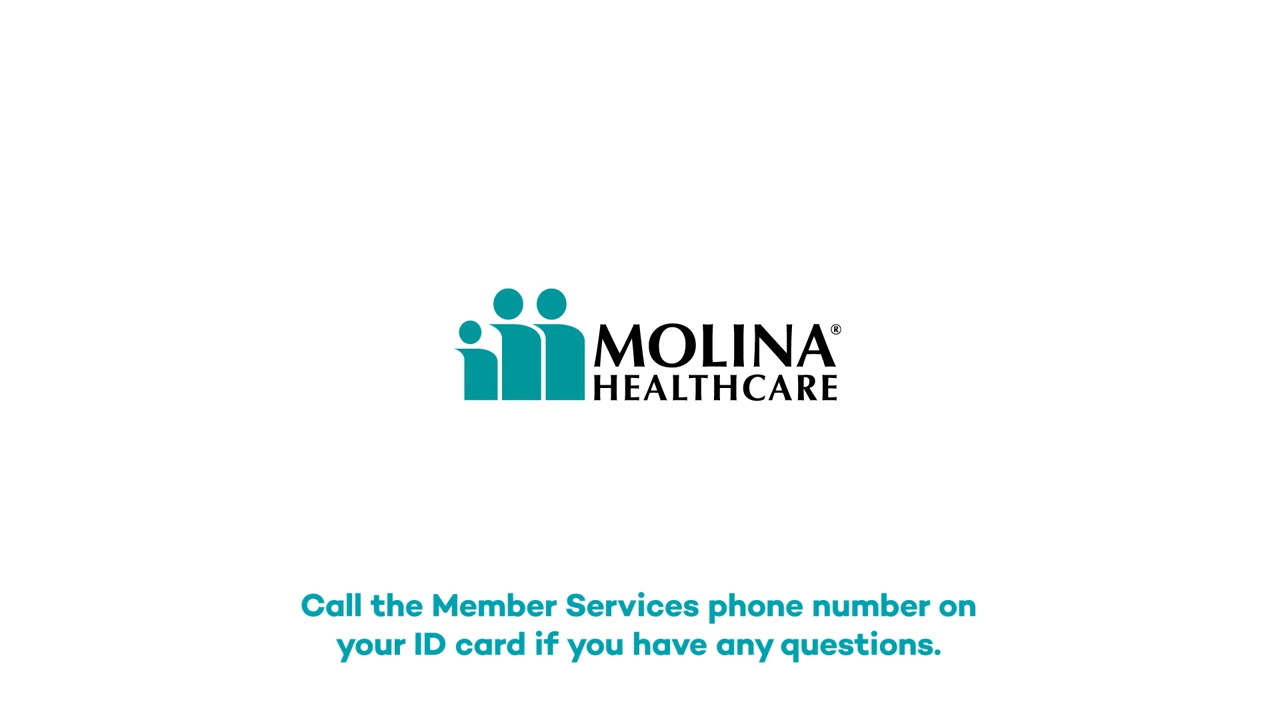 MOLINA®
HEALTHCARE
Call the Member Services phone number on
your ID card if you have any questions.